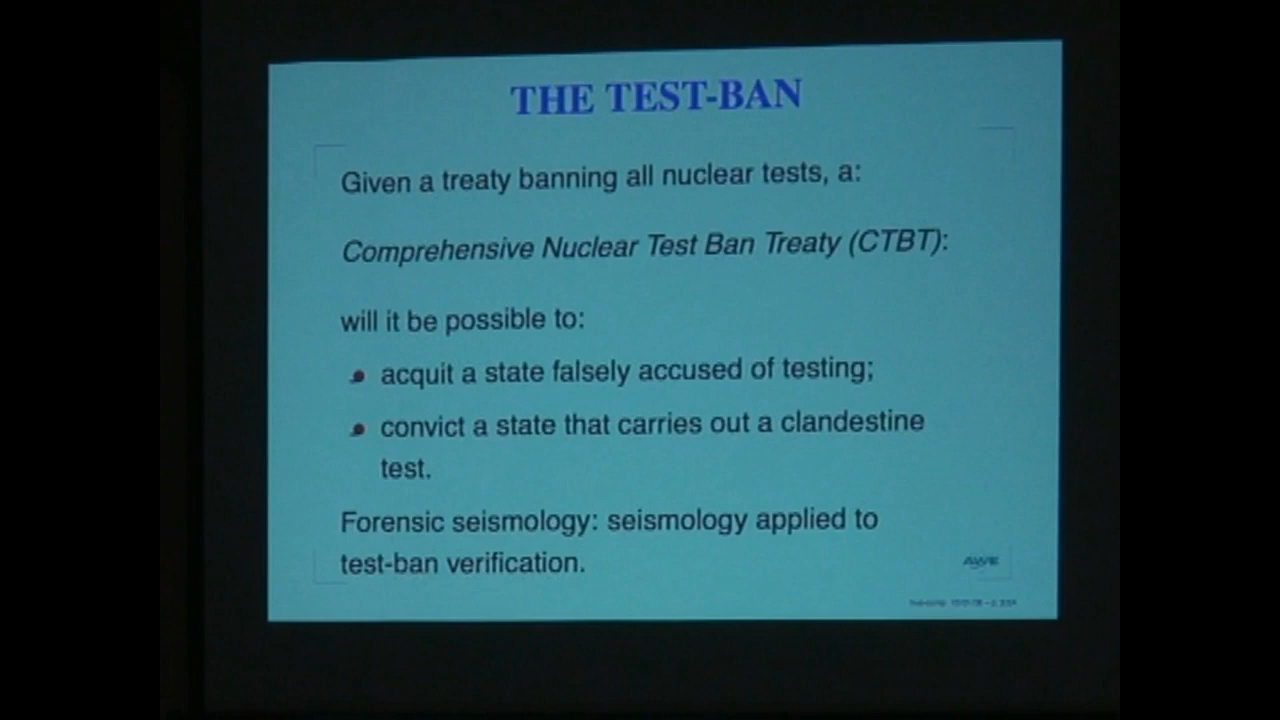 THE TEST-BAN
Given a treaty banning all nuclear tests, a:
Comprehensive Nuclear Test Ban Treaty (CTBT):
will it be possible to:
acquit a state falsely accused of testing;
convict a state that carries out a clandestine
test.
Forensic seismology: seismology applied to
test-ban verification.
AWE